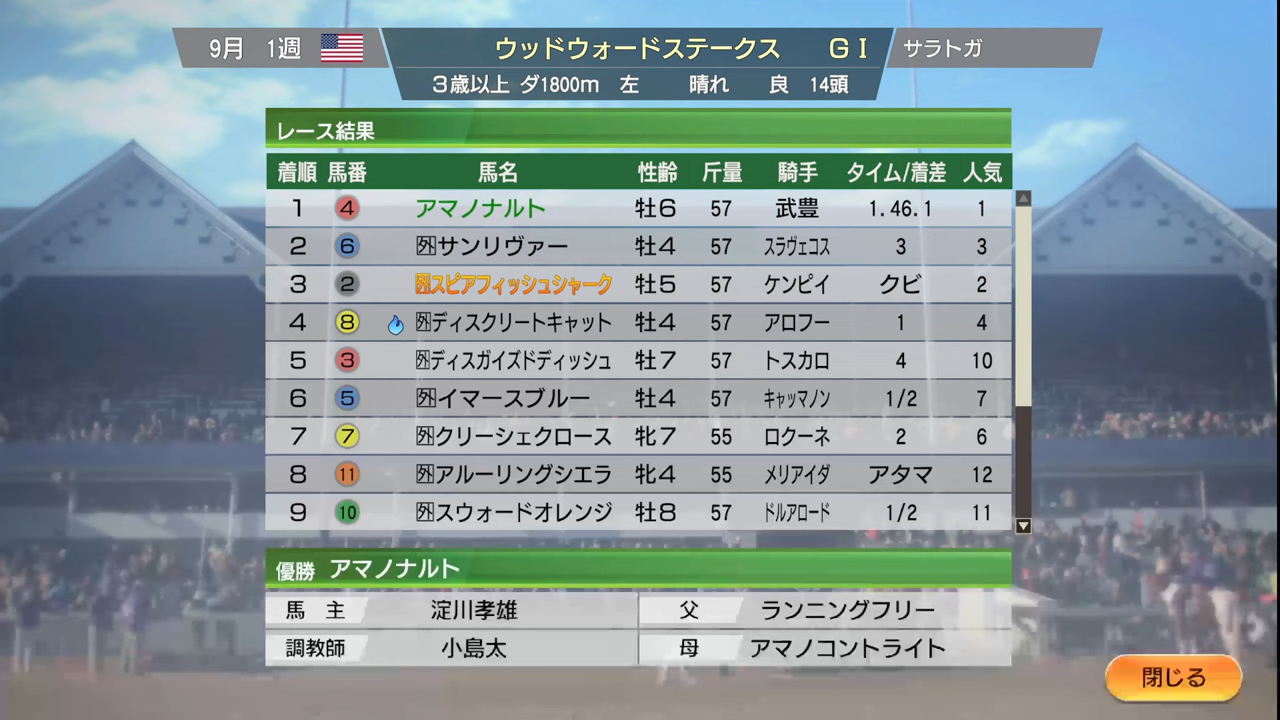 9月 1週 ウッドウォードステークス GⅠ サラトガ
3歳以上 ダ1800m 左 晴れ 良 14頭
レース結果
着順 馬番 馬名 性齢 斤量 騎手 タイム/着差 人気
1 4 アマノナルト 牡6 57 武豊 1.46.1 1
2 6 外サンリヴァー 牡4 57 スラヴェコス 3 3
3 2 外スピアフィッシュシャーク 牡5 57 ケンピイ クビ 2
4 8 外ディスクリートキャット 牡4 57 アロフー 1 4
5 3 外ディスガイズドディッシュ 牡7 57 トスカロ 4 10
6 5 外イマースブルー 牡4 57 キャッマノン 1/2 7
7 7 外クリーシェクロース 牝7 55 ロクーネ 2 6
8 11 外アルーリングシエラ 牝4 55 メリアイダ アタマ 12
9 10 外スウォードオレンジ 牡8 57 ドルアロード 1/2 11
優勝 アマノナルト
馬主 淀川孝雄 父 ランニングフリー
調教師 小島太 母 アマノコントライト
閉じる